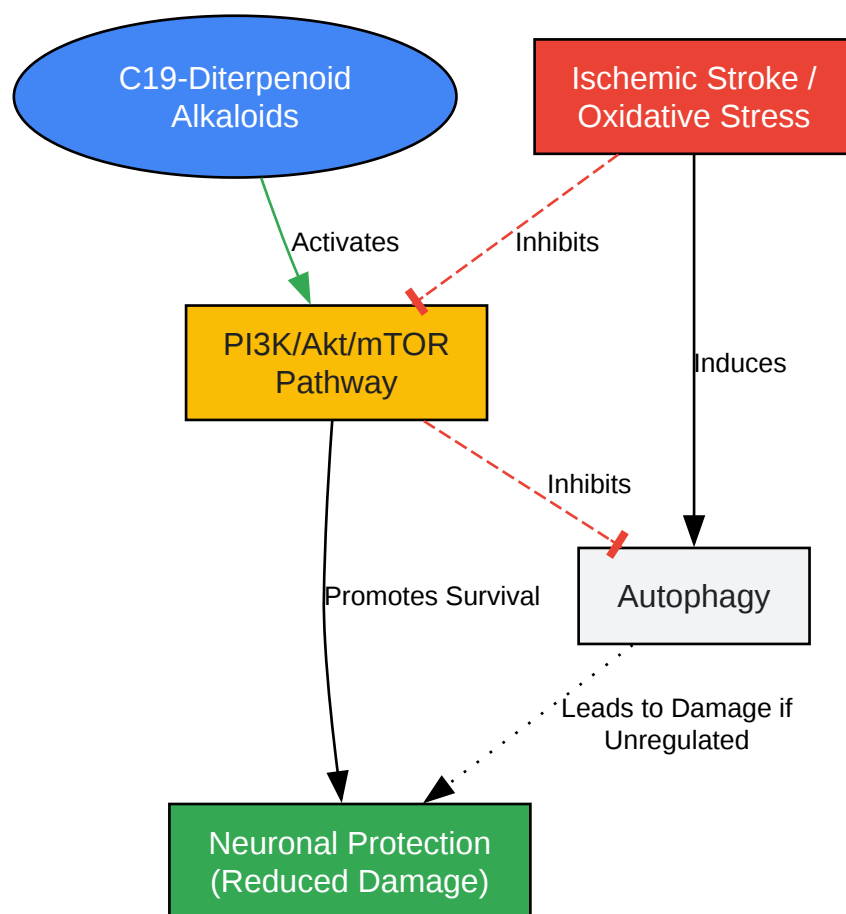 C19-Diterpenoid
Alkaloids
Ischemic Stroke /
Oxidative Stress
Activates
Inhibits
PI3K/Akt/mTOR
Pathway
Induces
Inhibits
Promotes Survival
Autophagy
Leads to Damage if
Unregulated
Neuronal Protection
(Reduced Damage)